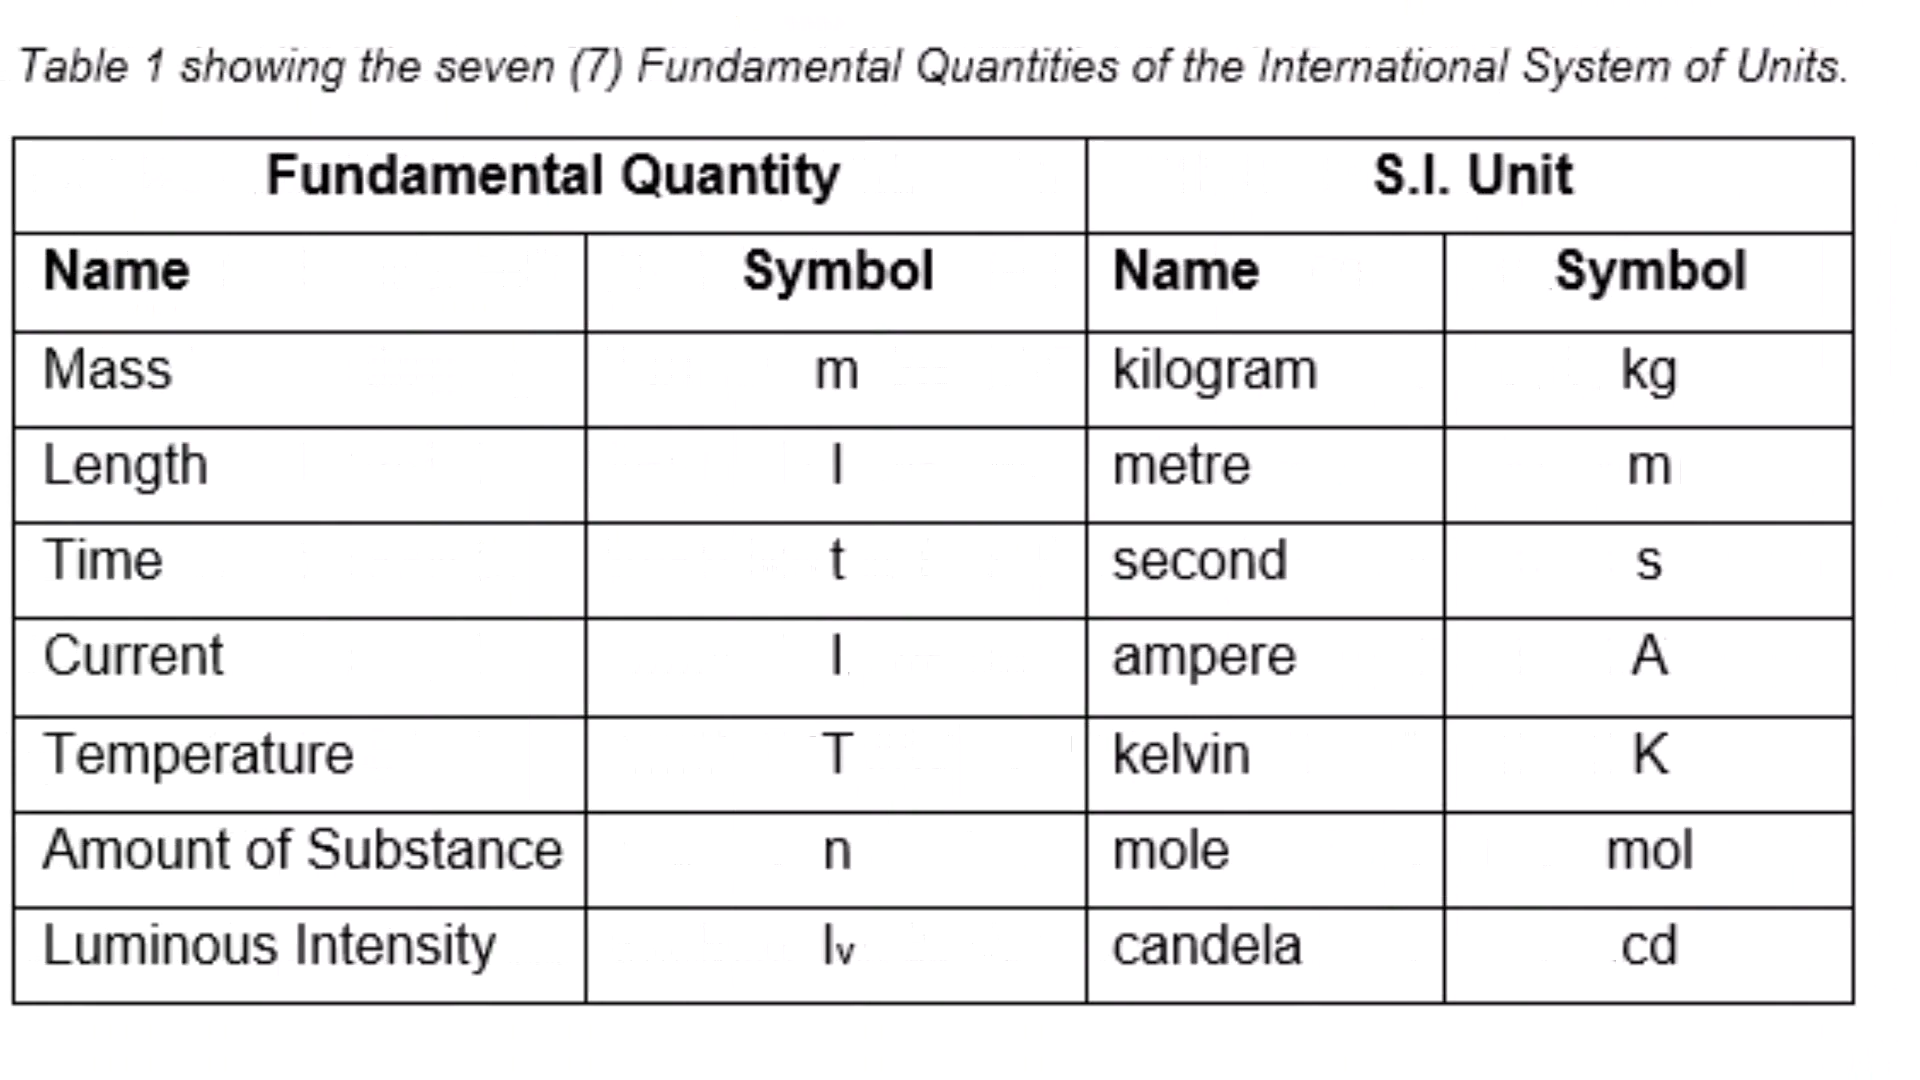 Table 1 showing the seven (7) Fundamental Quantities of the International System of Units.
Fundamental Quantity S.I. Unit
Name Symbol Name Symbol
Mass m kilogram kg
Length l metre m
Time t second s
Current I ampere A
Temperature T kelvin K
Amount of Substance n mole mol
Luminous Intensity Iv candela cd